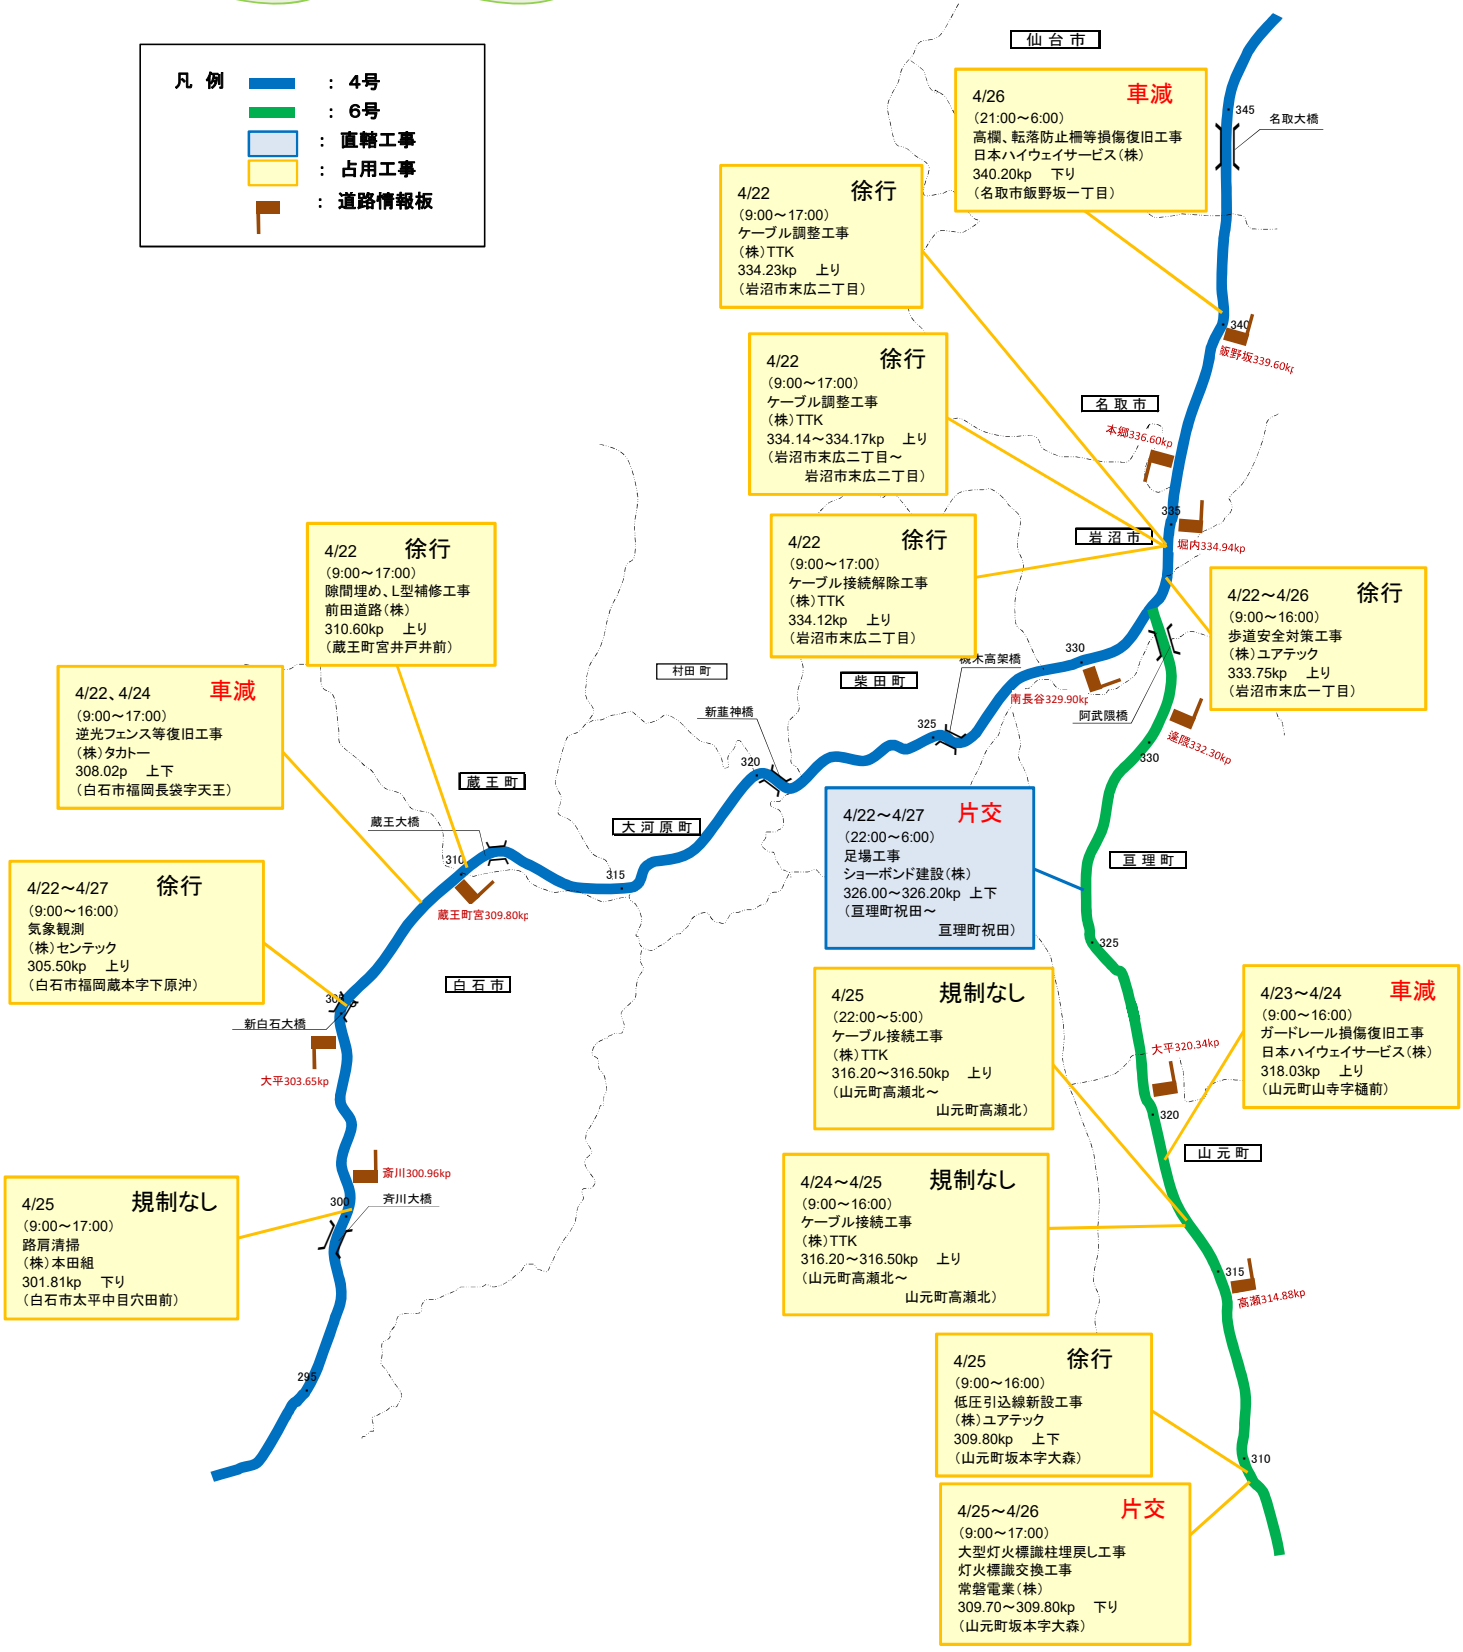 凡 例
： 4号
： 6号
： 直轄工事
： 占用工事
： 道路情報板
仙 台 市
4/26 車減
(21:00～6:00)
高欄、転落防止柵等損傷復旧工事
日本ハイウェイサービス(株)
340.20kp 下り
(名取市飯野坂一丁目)
345
名取大橋
4/22 徐行
(9:00～17:00)
ケーブル調整工事
(株)TTK
334.23kp 上り
(岩沼市末広二丁目)
340
飯野坂339.60kp
4/22 徐行
(9:00～17:00)
ケーブル調整工事
(株)TTK
334.14～334.17kp 上り
(岩沼市末広二丁目～
岩沼市末広二丁目)
名 取 市
本郷336.60kp
335
岩 沼 市
堀内334.94kp
4/22 徐行
(9:00～17:00)
ケーブル接続解除工事
(株)TTK
334.12kp 上り
(岩沼市末広二丁目)
4/22 徐行
(9:00～17:00)
隙間埋め、L型補修工事
前田道路(株)
310.60kp 上り
(蔵王町宮井戸井前)
4/22～4/26 徐行
(9:00～16:00)
歩道安全対策工事
(株)ユアテック
333.75kp 上り
(岩沼市末広一丁目)
槻木高架橋
330
村田 町
柴 田 町
南長谷329.90kp
阿武隈橋
逢隈332.30kp
330
4/22、4/24 車減
(9:00～17:00)
逆光フェンス等復旧工事
(株)タカトー
308.02p 上下
(白石市福岡長袋字天王)
新韮神橋
325
320
蔵 王 町
蔵王大橋
大 河 原 町
4/22～4/27 片交
(22:00～6:00)
足場工事
ショーボンド建設(株)
326.00～326.20kp 上下
(亘理町祝田～
亘理町祝田)
亘 理 町
310
315
蔵王町宮309.80kp
4/22～4/27 徐行
(9:00～16:00)
気象観測
(株)センテック
305.50kp 上り
(白石市福岡蔵本字下原沖)
325
白 石 市
新白石大橋
大平303.65kp
4/25 規制なし
(22:00～5:00)
ケーブル接続工事
(株)TTK
316.20～316.50kp 上り
(山元町高瀬北～
山元町高瀬北)
4/23～4/24 車減
(9:00～16:00)
ガードレール損傷復旧工事
日本ハイウェイサービス(株)
318.03kp 上り
(山元町山寺字樋前)
大平320.34kp
320
山 元 町
斎川300.96kp
300
斉川大橋
4/25 規制なし
(9:00～17:00)
路肩清掃
(株)本田組
301.81kp 下り
(白石市太平中目穴田前)
4/24～4/25 規制なし
(9:00～16:00)
ケーブル接続工事
(株)TTK
316.20～316.50kp 上り
(山元町高瀬北～
山元町高瀬北)
315
高瀬314.88kp
295
4/25 徐行
(9:00～16:00)
低圧引込線新設工事
(株)ユアテック
309.80kp 上下
(山元町坂本字大森)
310
4/25～4/26 片交
(9:00～17:00)
大型灯火標識柱埋戻し工事
灯火標識交換工事
常磐電業(株)
309.70～309.80kp 下り
(山元町坂本字大森)